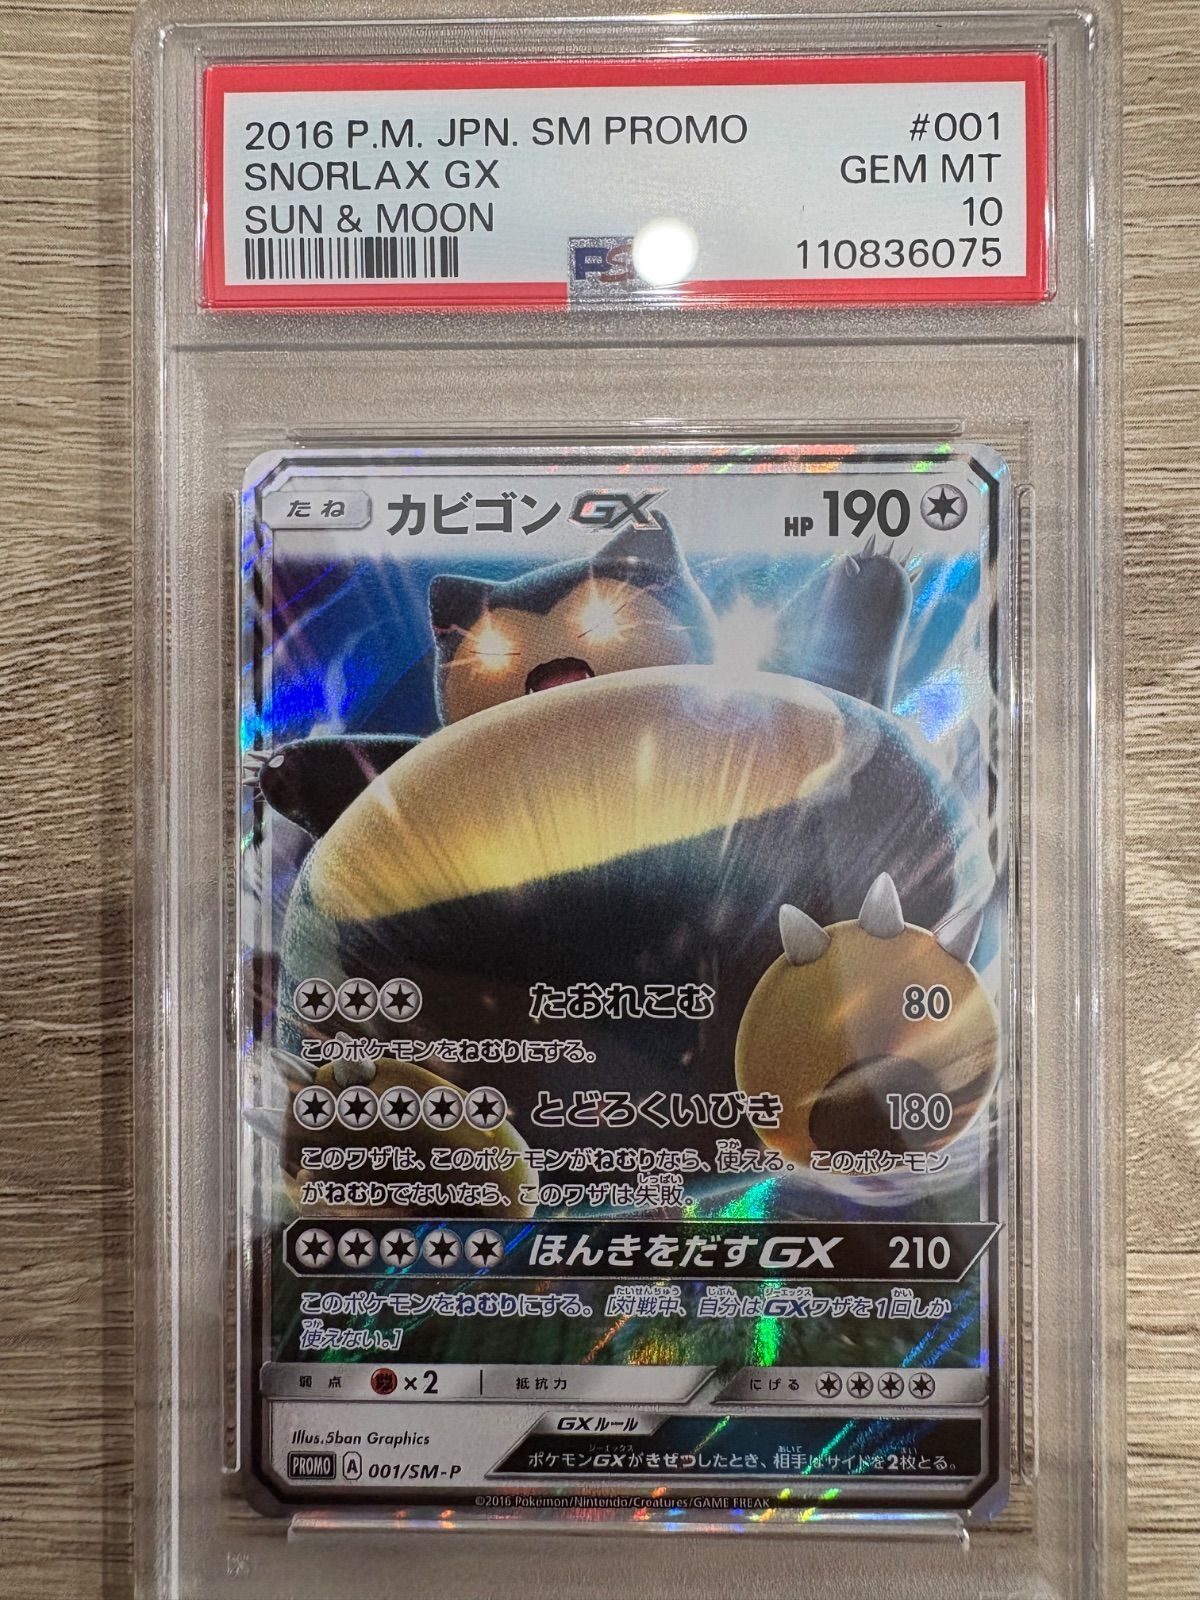 2016 P.M. JPN. SM PROMO #001
SNORLAX GX GEM MT
SUN & MOON 10
110836075
たね カビゴンGX HP190
たおれこむ 80
このポケモンをねむりにする。
とどろくいびき 180
このワザは、このポケモンがねむりなら、使える。このポケモン
がねむりでないなら、このワザは失敗。
ほんきをだすGX 210
このポケモンをねむりにする。[対戦中、自分はGXワザを1回しか
使えない。]
弱点 ×2 抵抗力 にげる
GXルール
Illus.5ban Graphics
ポケモンGXがきぜつしたとき、相手はサイドを2枚とる。
PROMO A 001/SM-P
©2016 Pokémon/Nintendo/Creatures/GAME FREAK